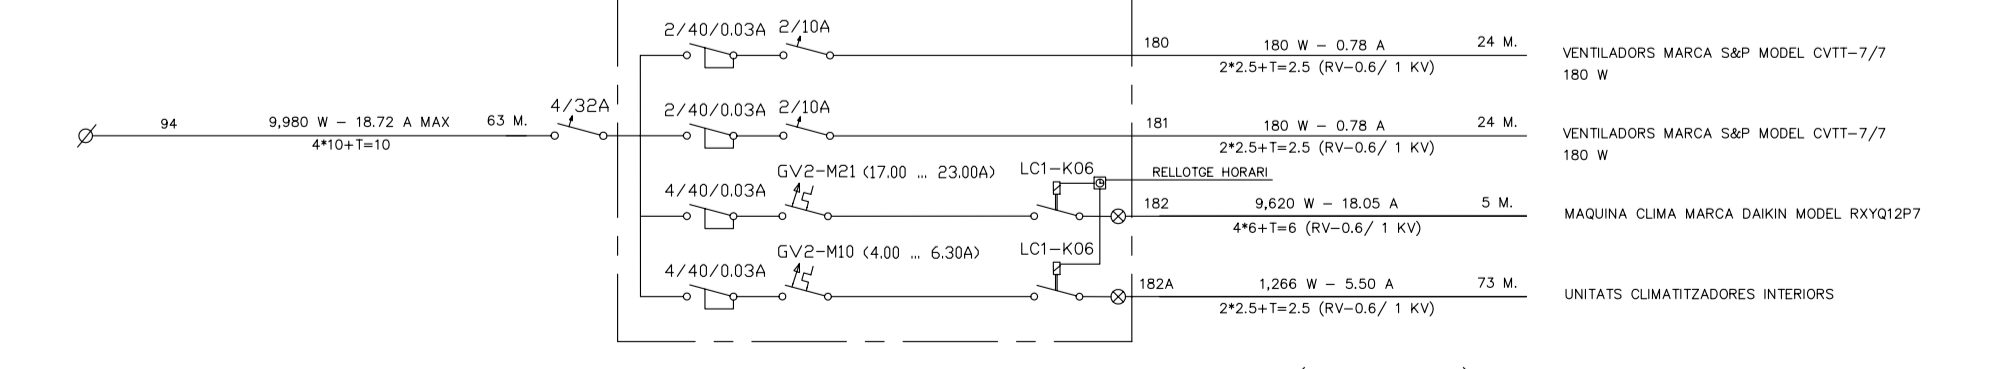 2/40/0.03A 2/10A
180 180 W - 0.78 A 24 M.
2*2.5+T=2.5 (RV-0.6/ 1 KV)
VENTILADORS MARCA S&P MODEL CVTT-7/7
180 W
94 9,980 W - 18.72 A MAX 63 M.
4*10+T=10
4/32A
2/40/0.03A 2/10A
181 180 W - 0.78 A 24 M.
2*2.5+T=2.5 (RV-0.6/ 1 KV)
VENTILADORS MARCA S&P MODEL CVTT-7/7
180 W
4/40/0.03A GV2-M21 (17.00 ... 23.00A) LC1-K06
RELLOTGE HORARI
182 9,620 W - 18.05 A 5 M.
4*6+T=6 (RV-0.6/ 1 KV)
MAQUINA CLIMA MARCA DAIKIN MODEL RXYQ12P7
4/40/0.03A GV2-M10 (4.00 ... 6.30A) LC1-K06
182A 1,266 W - 5.50 A 73 M.
2*2.5+T=2.5 (RV-0.6/ 1 KV)
UNITATS CLIMATITZADORES INTERIORS